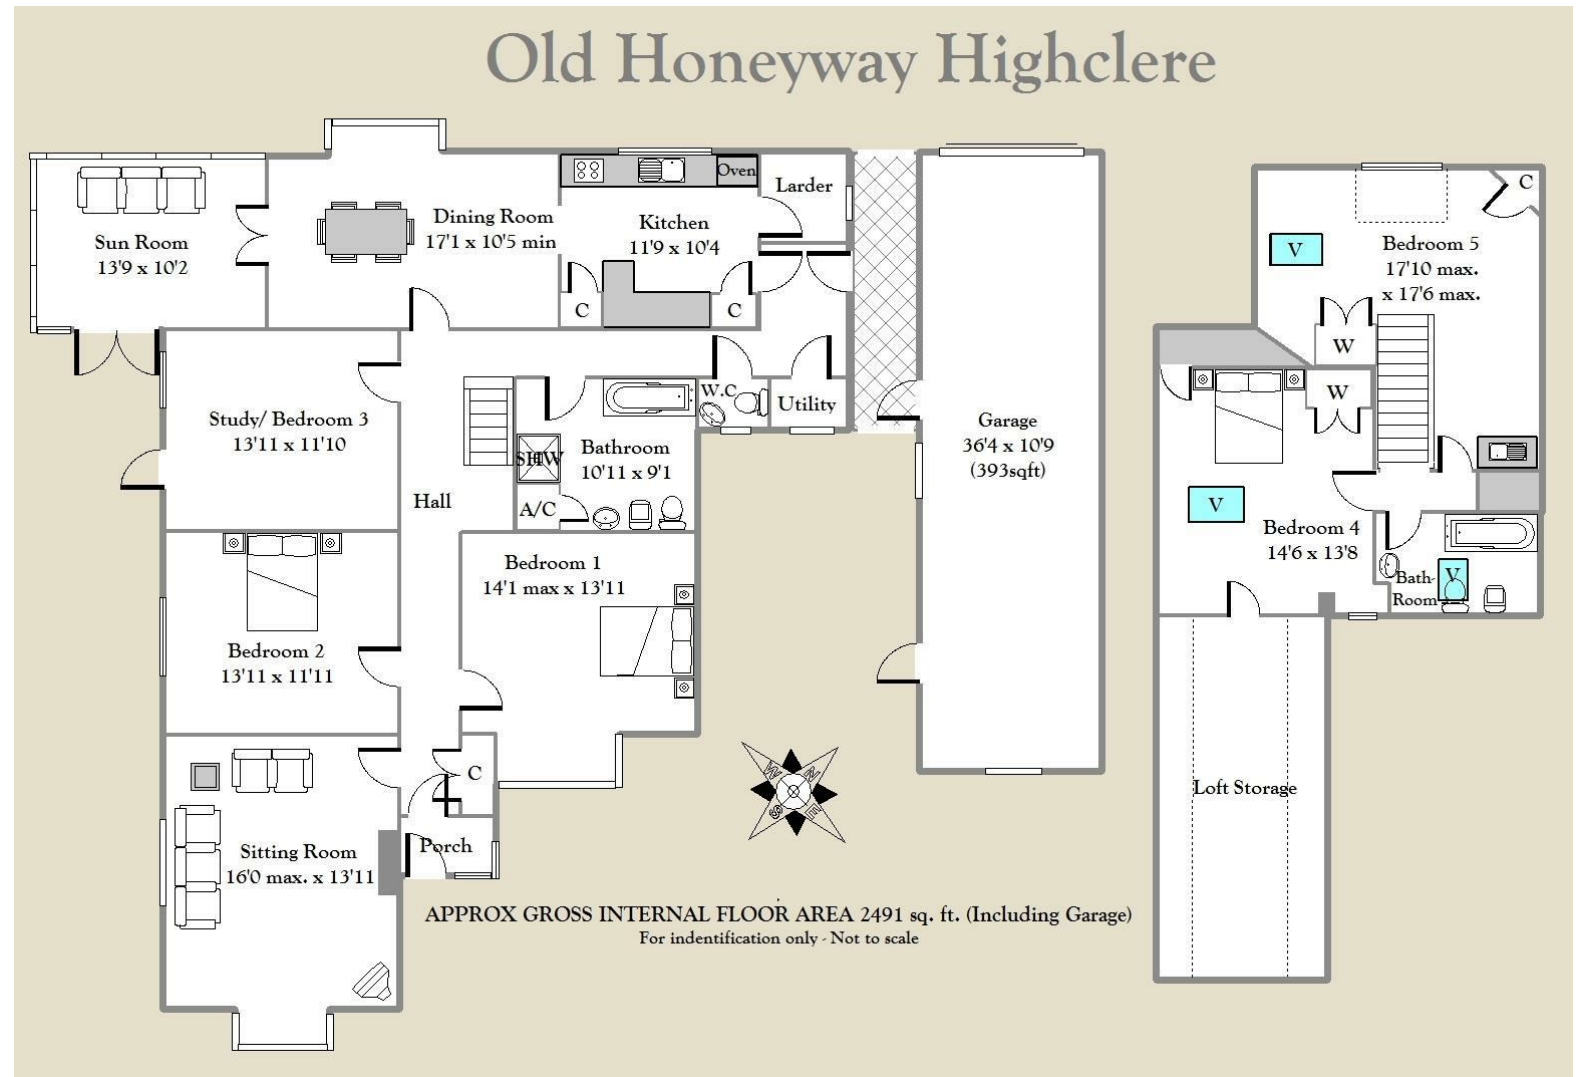 Old Honeyway Highclere
Sun Room
13'9 x 10'2
Dining Room
17'1 x 10'5 min
Kitchen
11'9 x 10'4
Oven
Larder
C
C
W.C
Utility
Study/ Bedroom 3
13'11 x 11'10
Hall
Bathroom
10'11 x 9'1
SHW
A/C
Bedroom 1
14'1 max x 13'11
Bedroom 2
13'11 x 11'11
C
Porch
Sitting Room
16'0 max. x 13'11
Garage
36'4 x 10'9
(393sqft)
W
N
S
E
C
V
Bedroom 5
17'10 max.
x 17'6 max.
W
W
V
Bedroom 4
14'6 x 13'8
V
Bath-
Room
Loft Storage
APPROX GROSS INTERNAL FLOOR AREA 2491 sq. ft. (Including Garage)
For indentification only - Not to scale